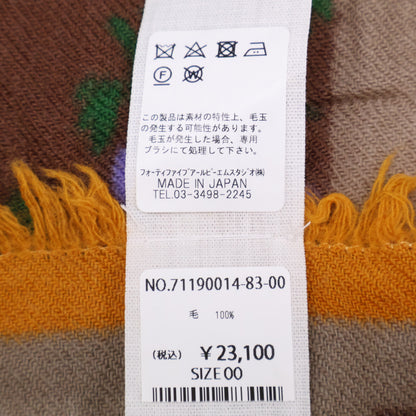 F W
この製品は素材の特性上、毛玉
の発生する可能性があります。
毛玉が発生した場合、専用
ブラシにて処理して下さい。
フォーティファイブアールピーエムスタジオ(株)
MADE IN JAPAN
TEL.03-3498-2245
NO.71190014-83-00
毛 100%
(税込) ¥23,100
SIZE 00